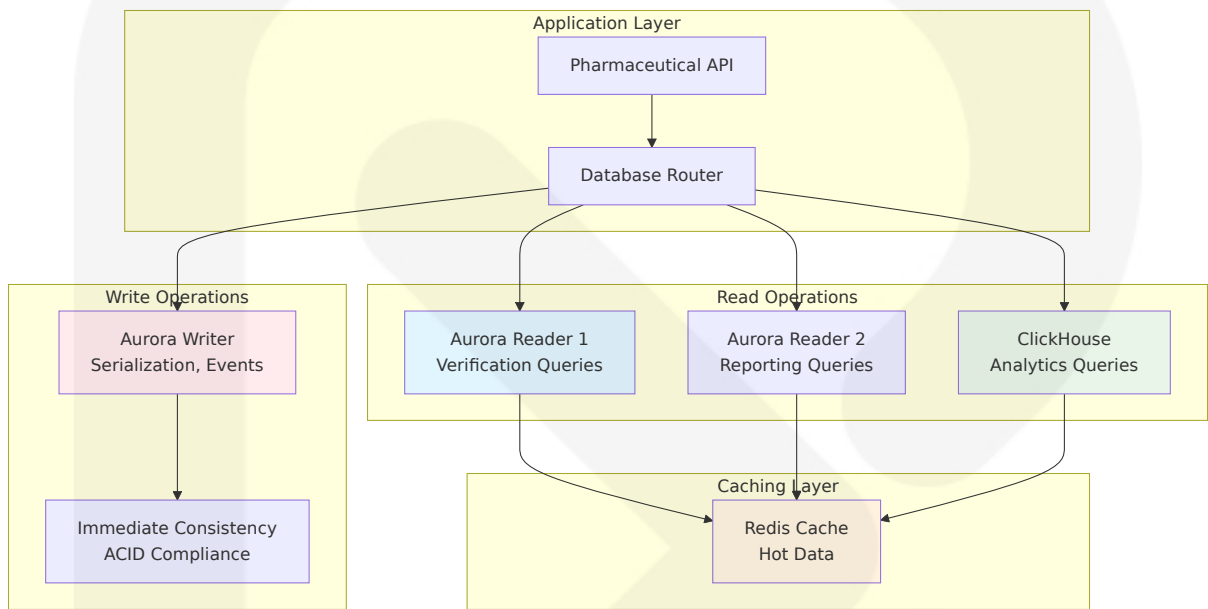 Application Layer
Pharmaceutical API
Database Router
Write Operations
Read Operations
Aurora Writer
Serialization, Events
Aurora Reader 1
Verification Queries
Aurora Reader 2
Reporting Queries
ClickHouse
Analytics Queries
Caching Layer
Immediate Consistency
ACID Compliance
Redis Cache
Hot Data